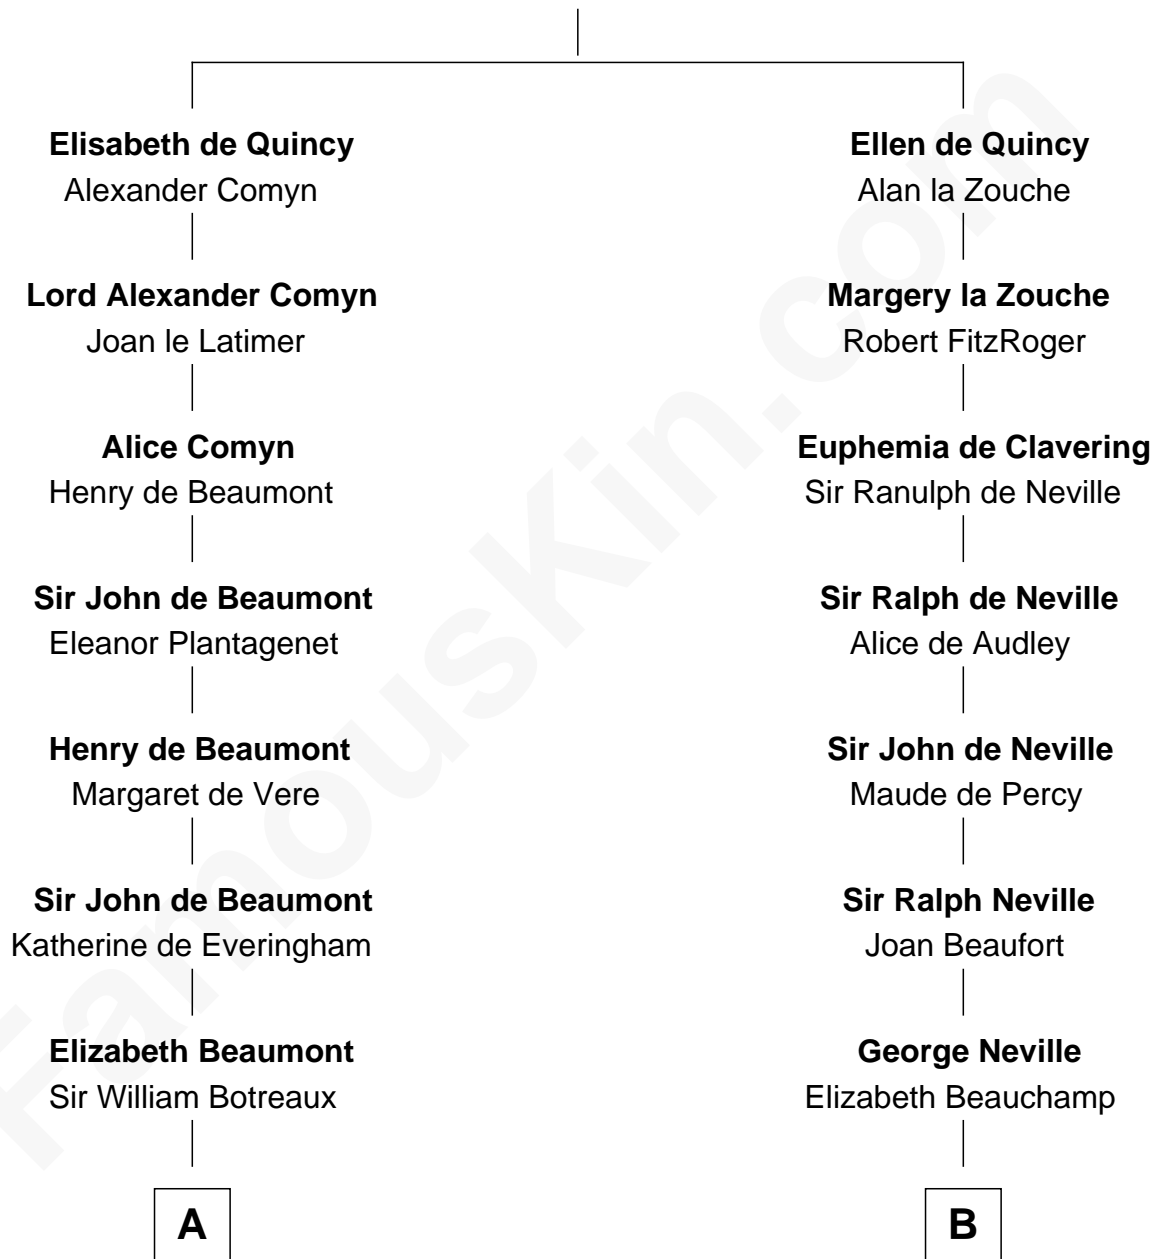 Elisabeth de Quincy
Alexander Comyn
Lord Alexander Comyn
Joan le Latimer
Alice Comyn
Henry de Beaumont
Sir John de Beaumont
Eleanor Plantagenet
Henry de Beaumont
Margaret de Vere
Sir John de Beaumont
Katherine de Everingham
Elizabeth Beaumont
Sir William Botreaux
A
Ellen de Quincy
Alan la Zouche
Margery la Zouche
Robert FitzRoger
Euphemia de Clavering
Sir Ranulph de Neville
Sir Ralph de Neville
Alice de Audley
Sir John de Neville
Maude de Percy
Sir Ralph Neville
Joan Beaufort
George Neville
Elizabeth Beauchamp
B
FamousKin.com